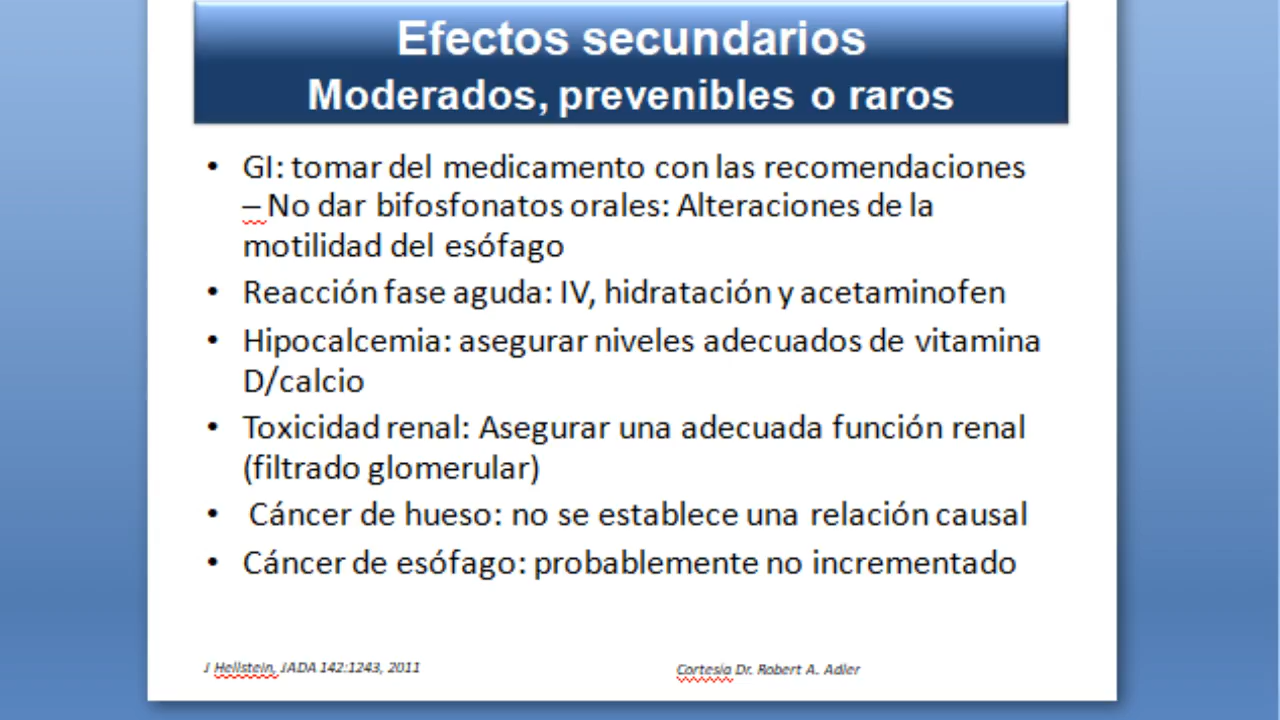 Efectos secundarios
Moderados, prevenibles o raros
• GI: tomar del medicamento con las recomendaciones
– No dar bifosfonatos orales: Alteraciones de la
motilidad del esófago
• Reacción fase aguda: IV, hidratación y acetaminofen
• Hipocalcemia: asegurar niveles adecuados de vitamina
D/calcio
• Toxicidad renal: Asegurar una adecuada función renal
(filtrado glomerular)
• Cáncer de hueso: no se establece una relación causal
• Cáncer de esófago: probablemente no incrementado
J Hellstein, JADA 142:1243, 2011
Cortesia Dr. Robert A. Adler